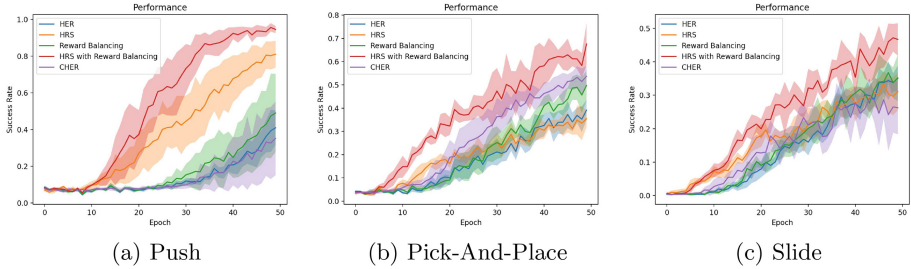 Performance
Success Rate
1.0
0.8
0.6
0.4
0.2
0.0
HER
HRS
Reward Balancing
HRS with Reward Balancing
CHER
0 10 20 30 40 50
Epoch
(a) Push
Performance
Success Rate
0.8
0.7
0.6
0.5
0.4
0.3
0.2
0.1
0.0
HER
HRS
Reward Balancing
HRS with Reward Balancing
CHER
0 10 20 30 40 50
Epoch
(b) Pick-And-Place
Performance
Success Rate
0.5
0.4
0.3
0.2
0.1
0.0
HER
HRS
Reward Balancing
HRS with Reward Balancing
CHER
0 10 20 30 40 50
Epoch
(c) Slide